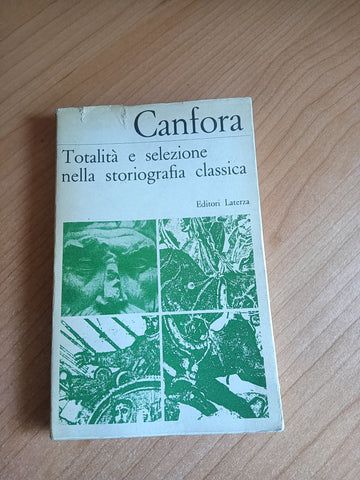 Canfora
Totalità e selezione
nella storiografia classica
Editori Laterza